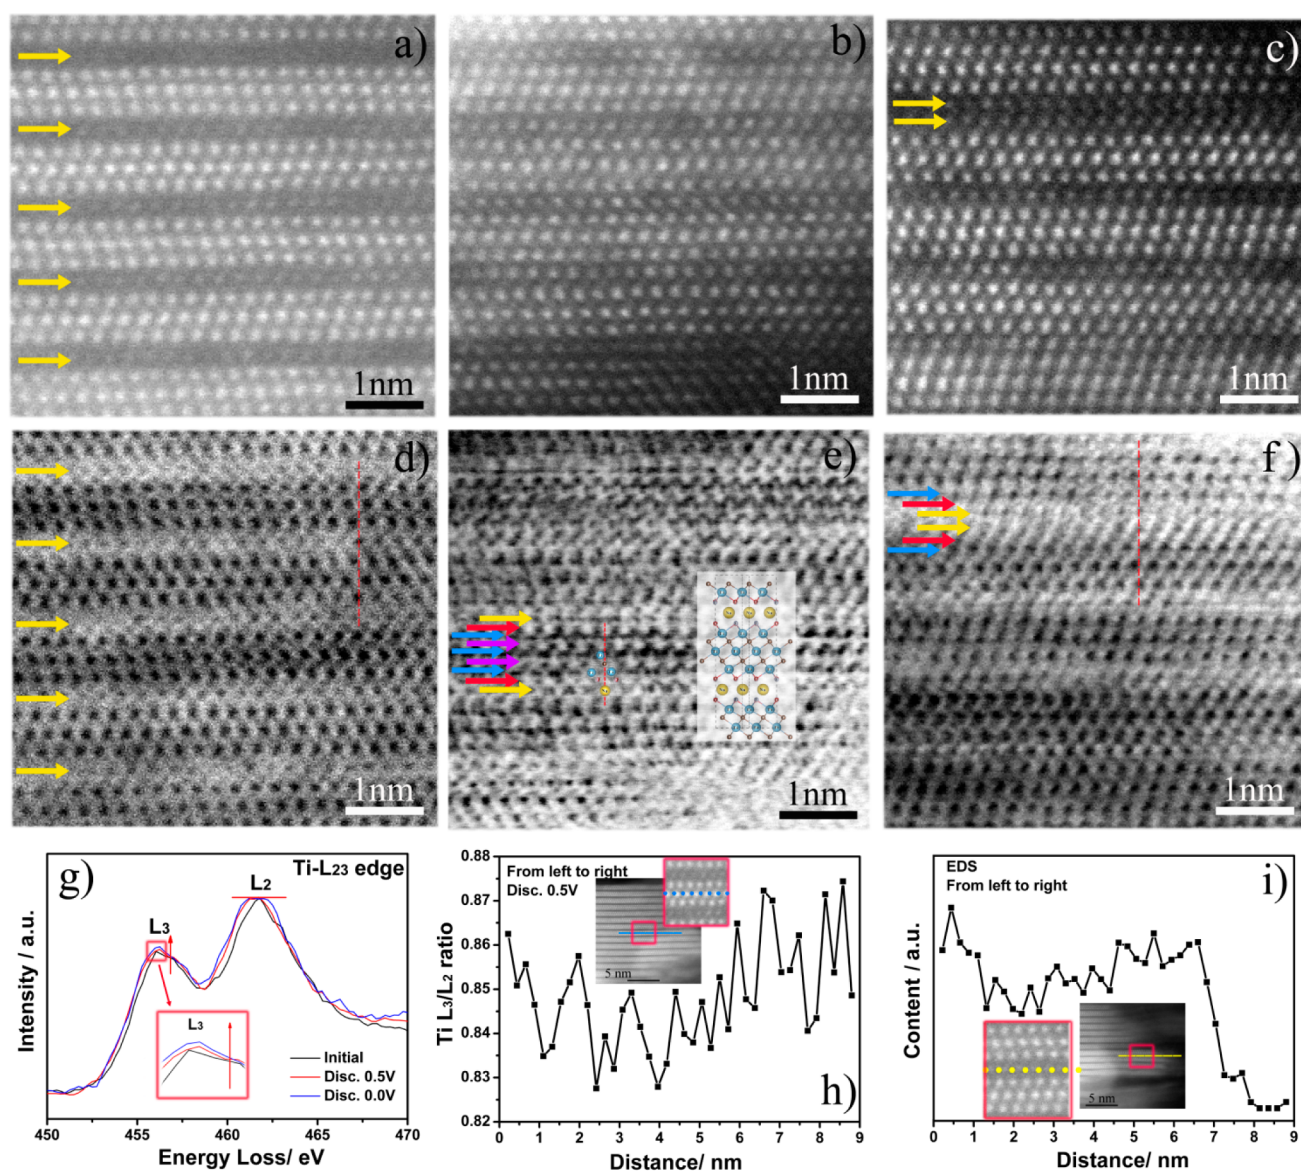 a)
b)
c)
1nm
1nm
1nm
d)
e)
f)
1nm
1nm
1nm
g)
Ti-L23 edge
L3
L2
L3
Initial
Disc. 0.5V
Disc. 0.0V
Intensity / a.u.
450 455 460 465 470
Energy Loss/ eV
h)
From left to right
Disc. 0.5V
5 nm
Ti L3/L2 ratio
0.88
0.87
0.86
0.85
0.84
0.83
0.82
0 1 2 3 4 5 6 7 8 9
Distance/ nm
i)
EDS
From left to right
5 nm
Content / a.u.
0 1 2 3 4 5 6 7 8 9
Distance/ nm